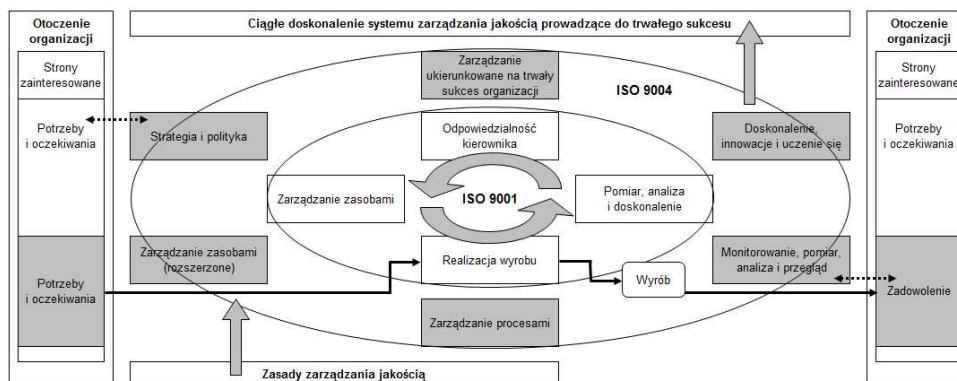 Otoczenie
organizacji
Strony
zainteresowane
Potrzeby
i oczekiwania
Potrzeby
i oczekiwania
Ciągłe doskonalenie systemu zarządzania jakością prowadzące do trwałego sukcesu
Zarządzanie
ukierunkowane na trwały
sukces organizacji
ISO 9004
Strategia i polityka
Odpowiedzialność
kierownika
Doskonalenie,
innowacje i uczenie się
Zarządzanie zasobami
ISO 9001
Pomiar, analiza
i doskonalenie
Zarządzanie zasobami
(rozszerzone)
Realizacja wyrobu
Wyrób
Monitorowanie, pomiar,
analiza i przegląd
Zarządzanie procesami
Zasady zarządzania jakością
Otoczenie
organizacji
Strony
zainteresowane
Potrzeby
i oczekiwania
Zadowolenie